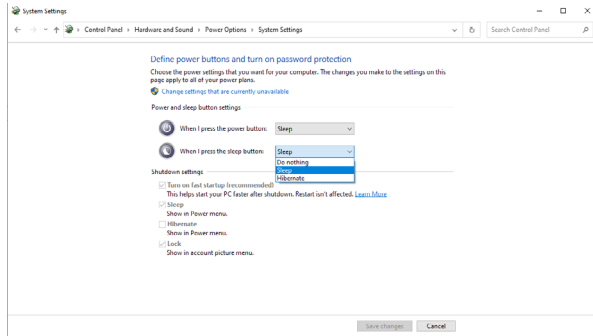 System Settings
Control Panel > Hardware and Sound > Power Options > System Settings
Search Control Panel
Define power buttons and turn on password protection
Choose the power settings that you want for your computer. The changes you make to the settings on this
page apply to all of your power plans.
Change settings that are currently unavailable
Power and sleep button settings
When I press the power button: Sleep
When I press the sleep button: Sleep
Do nothing
Sleep
Hibernate
Shutdown settings
Turn on fast startup (recommended)
This helps start your PC faster after shutdown. Restart isn't affected. Learn More
Sleep
Show in Power menu.
Hibernate
Show in Power menu.
Lock
Show in account picture menu.
Save changes Cancel